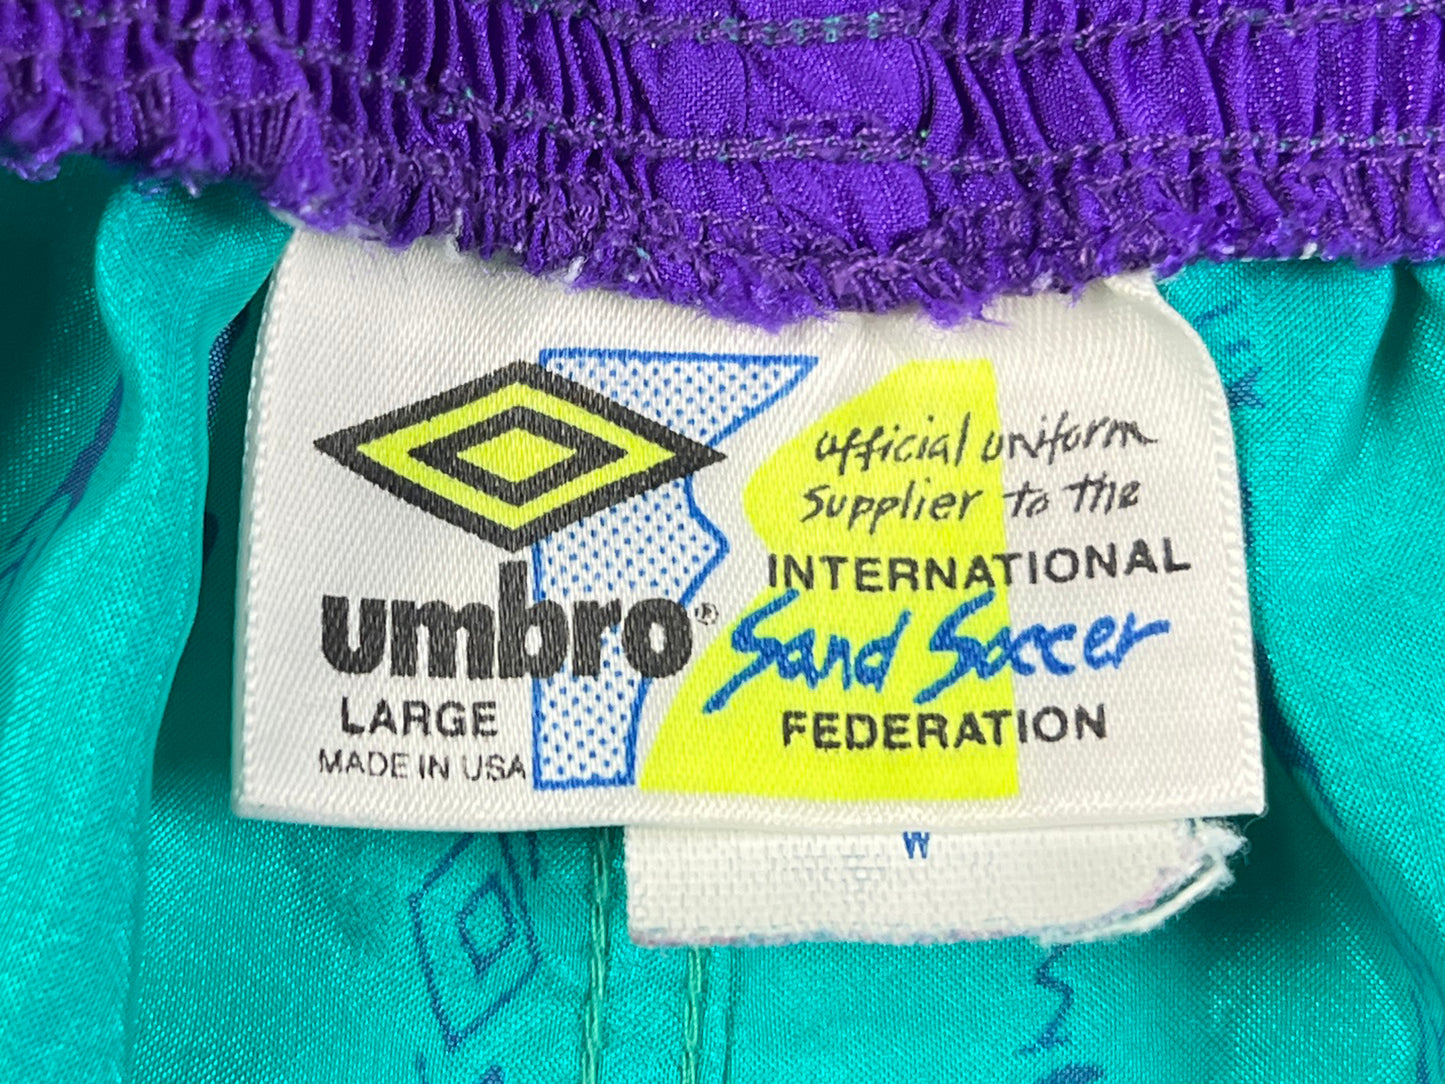 umbro®
LARGE
MADE IN USA
official uniform
supplier to the
INTERNATIONAL
Sand Soccer
FEDERATION
W